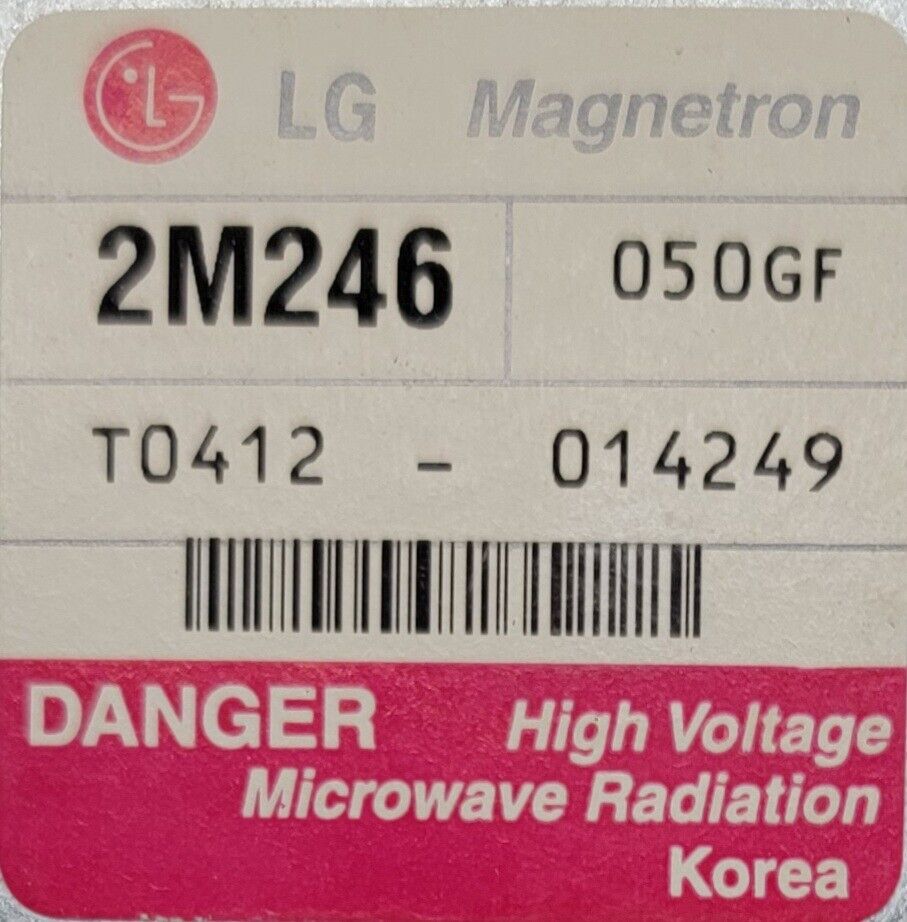 LG Magnetron
2M246 050GF
T0412 - 014249
DANGER High Voltage
Microwave Radiation
Korea